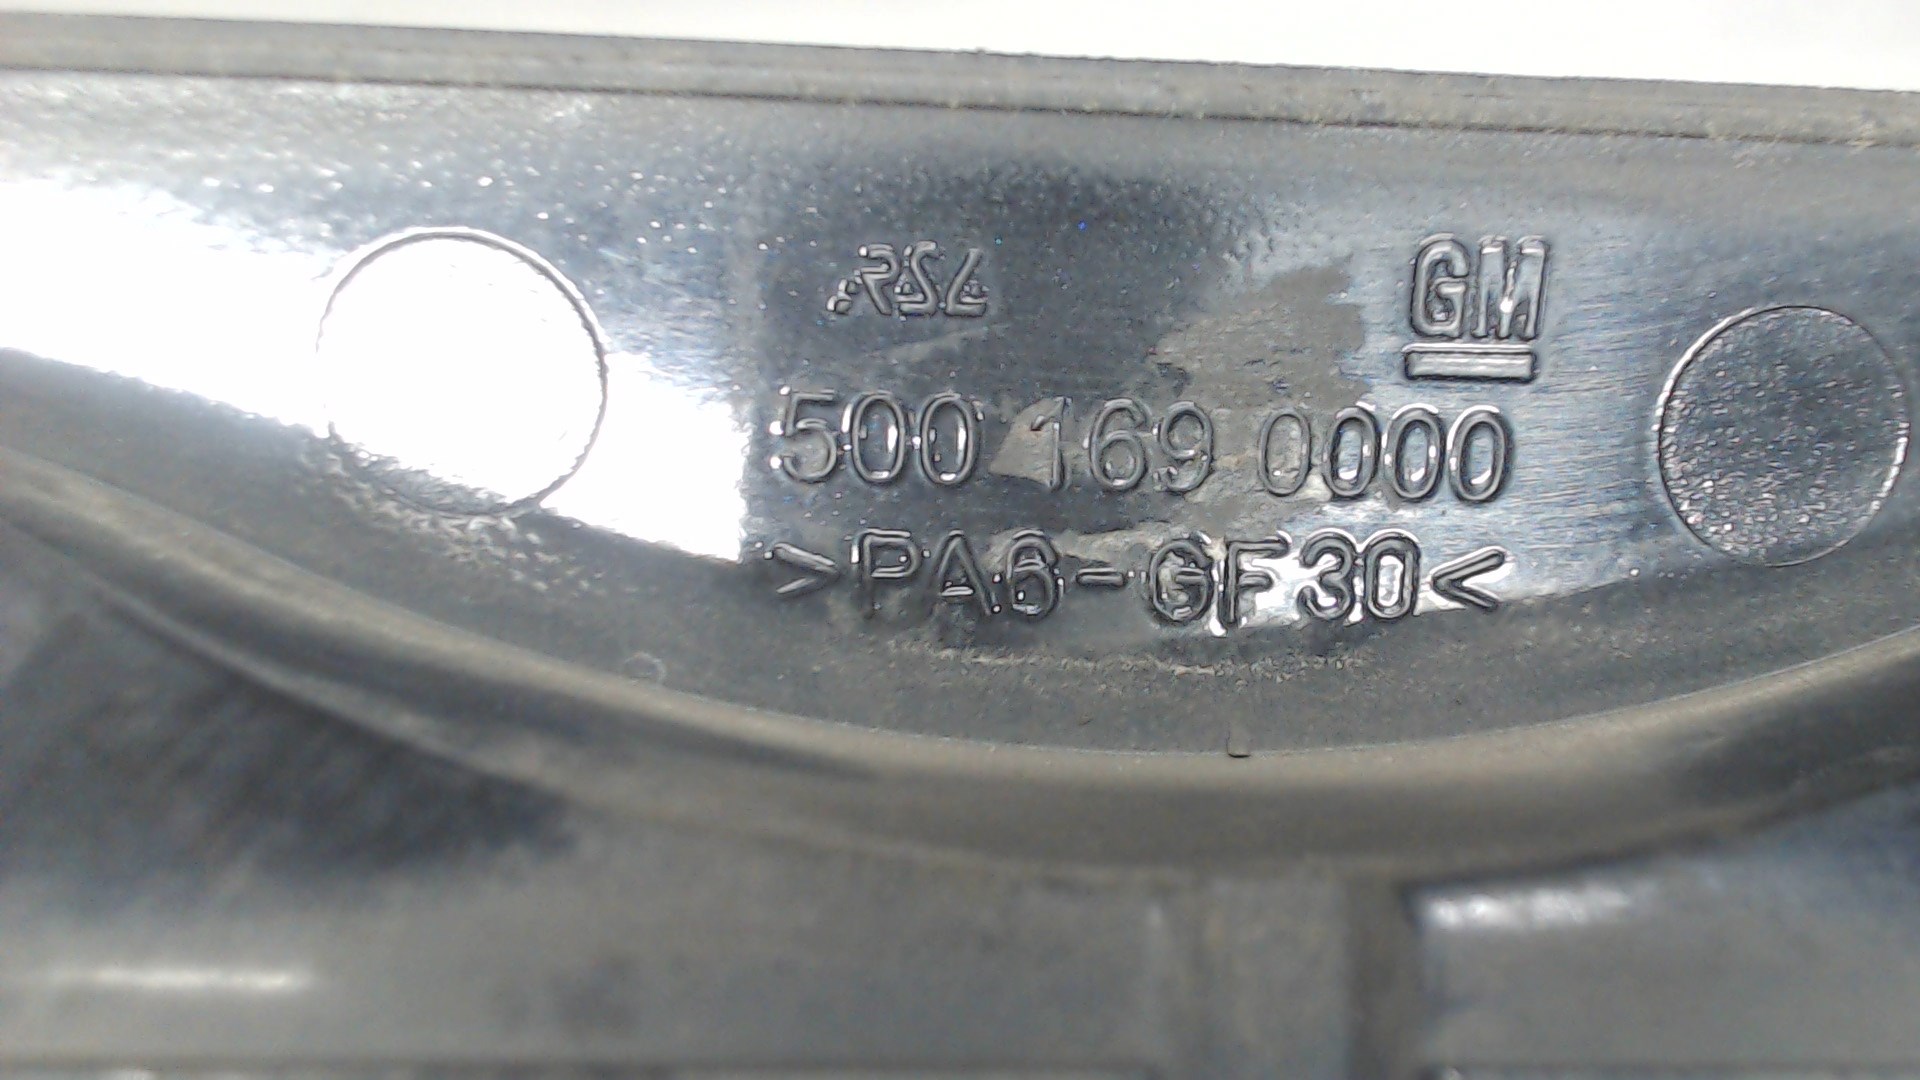 RSL
GM
500 169 0000
>PA6-GF30<